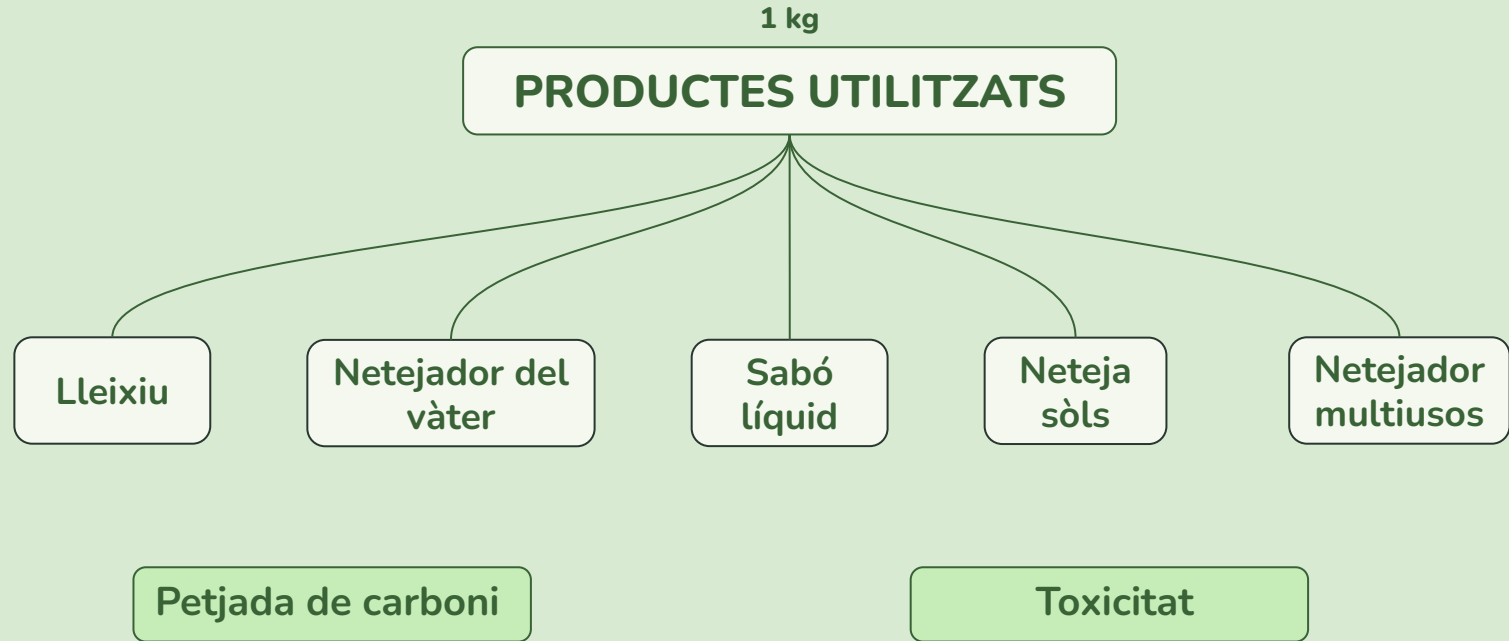 1 kg
PRODUCTES UTILITZATS
Lleixiu
Netejador del
vàter
Sabó
líquid
Neteja
sòls
Netejador
multiusos
Petjada de carboni
Toxicitat